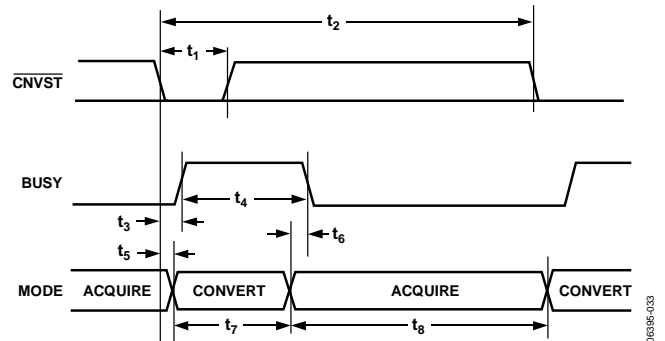 t2
t1
CNVST
BUSY
t4
t3
t6
t5
MODE ACQUIRE CONVERT ACQUIRE CONVERT
t7 t8
06395-033